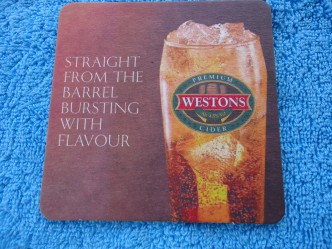 STRAIGHT
FROM THE
BARREL
BURSTING
WITH
FLAVOUR
PREMIUM
WESTONS
CIDER